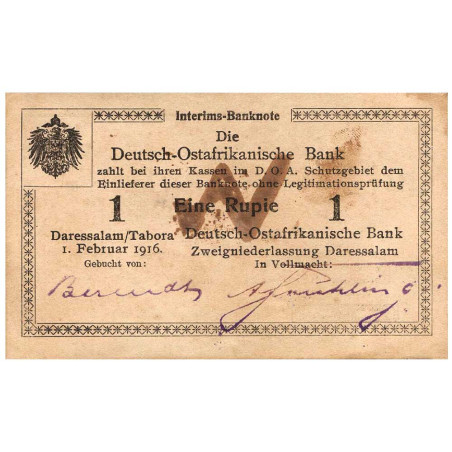 Interims-Banknote
Die
Deutsch-Ostafrikanische Bank
zahlt bei ihren Kassen im D. O. A. Schutzgebiet dem
Einlieferer dieser Banknote ohne Legitimationsprüfung
1 Eine Rupie 1
Daressalam/Tabora Deutsch-Ostafrikanische Bank
1. Februar 1916. Zweigniederlassung Daressalam
Gebucht von: In Vollmacht:
Berendt